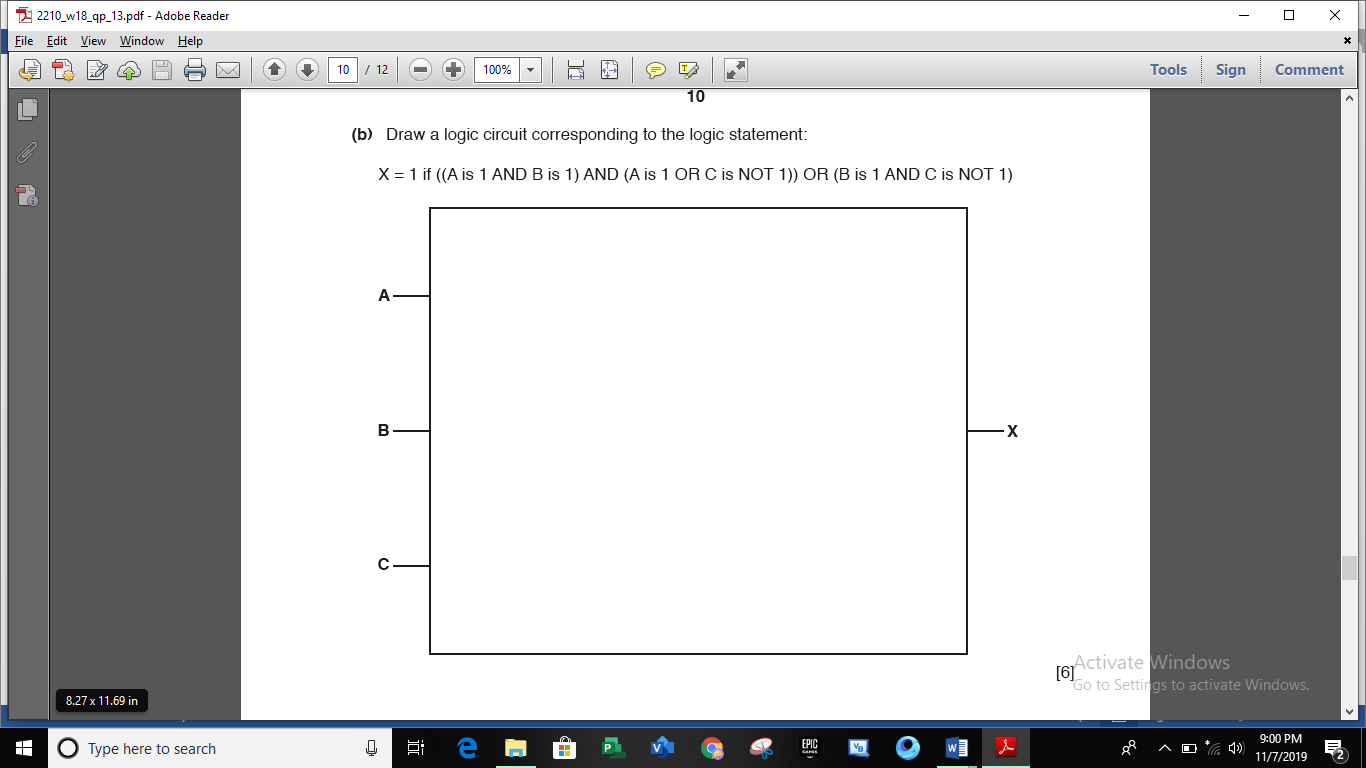 2210_w18_qp_13.pdf - Adobe Reader
File Edit View Window Help
10 / 12 100% Tools Sign Comment
10
(b) Draw a logic circuit corresponding to the logic statement:
X = 1 if ((A is 1 AND B is 1) AND (A is 1 OR C is NOT 1)) OR (B is 1 AND C is NOT 1)
A
B
X
C
[6]
Activate Windows
Go to Settings to activate Windows.
8.27 x 11.69 in
Type here to search
EPIC
GAMES
9:00 PM
11/7/2019
2